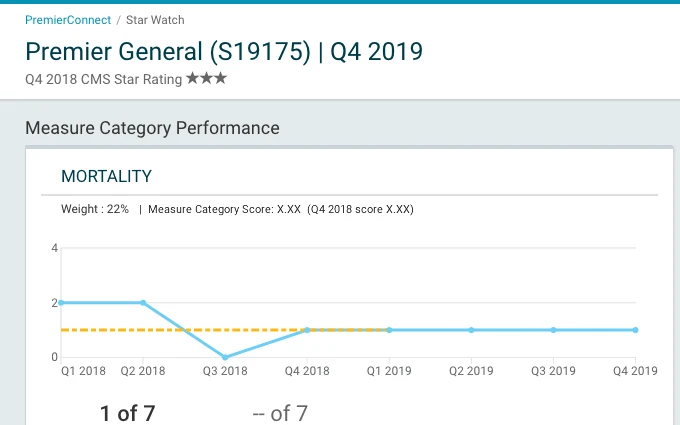 PremierConnect / Star Watch
Premier General (S19175) | Q4 2019
Q4 2018 CMS Star Rating ★★★
Measure Category Performance
MORTALITY
Weight : 22% | Measure Category Score: X.XX (Q4 2018 score X.XX)
4
2
0
Q1 2018 Q2 2018 Q3 2018 Q4 2018 Q1 2019 Q2 2019 Q3 2019 Q4 2019
1 of 7 -- of 7